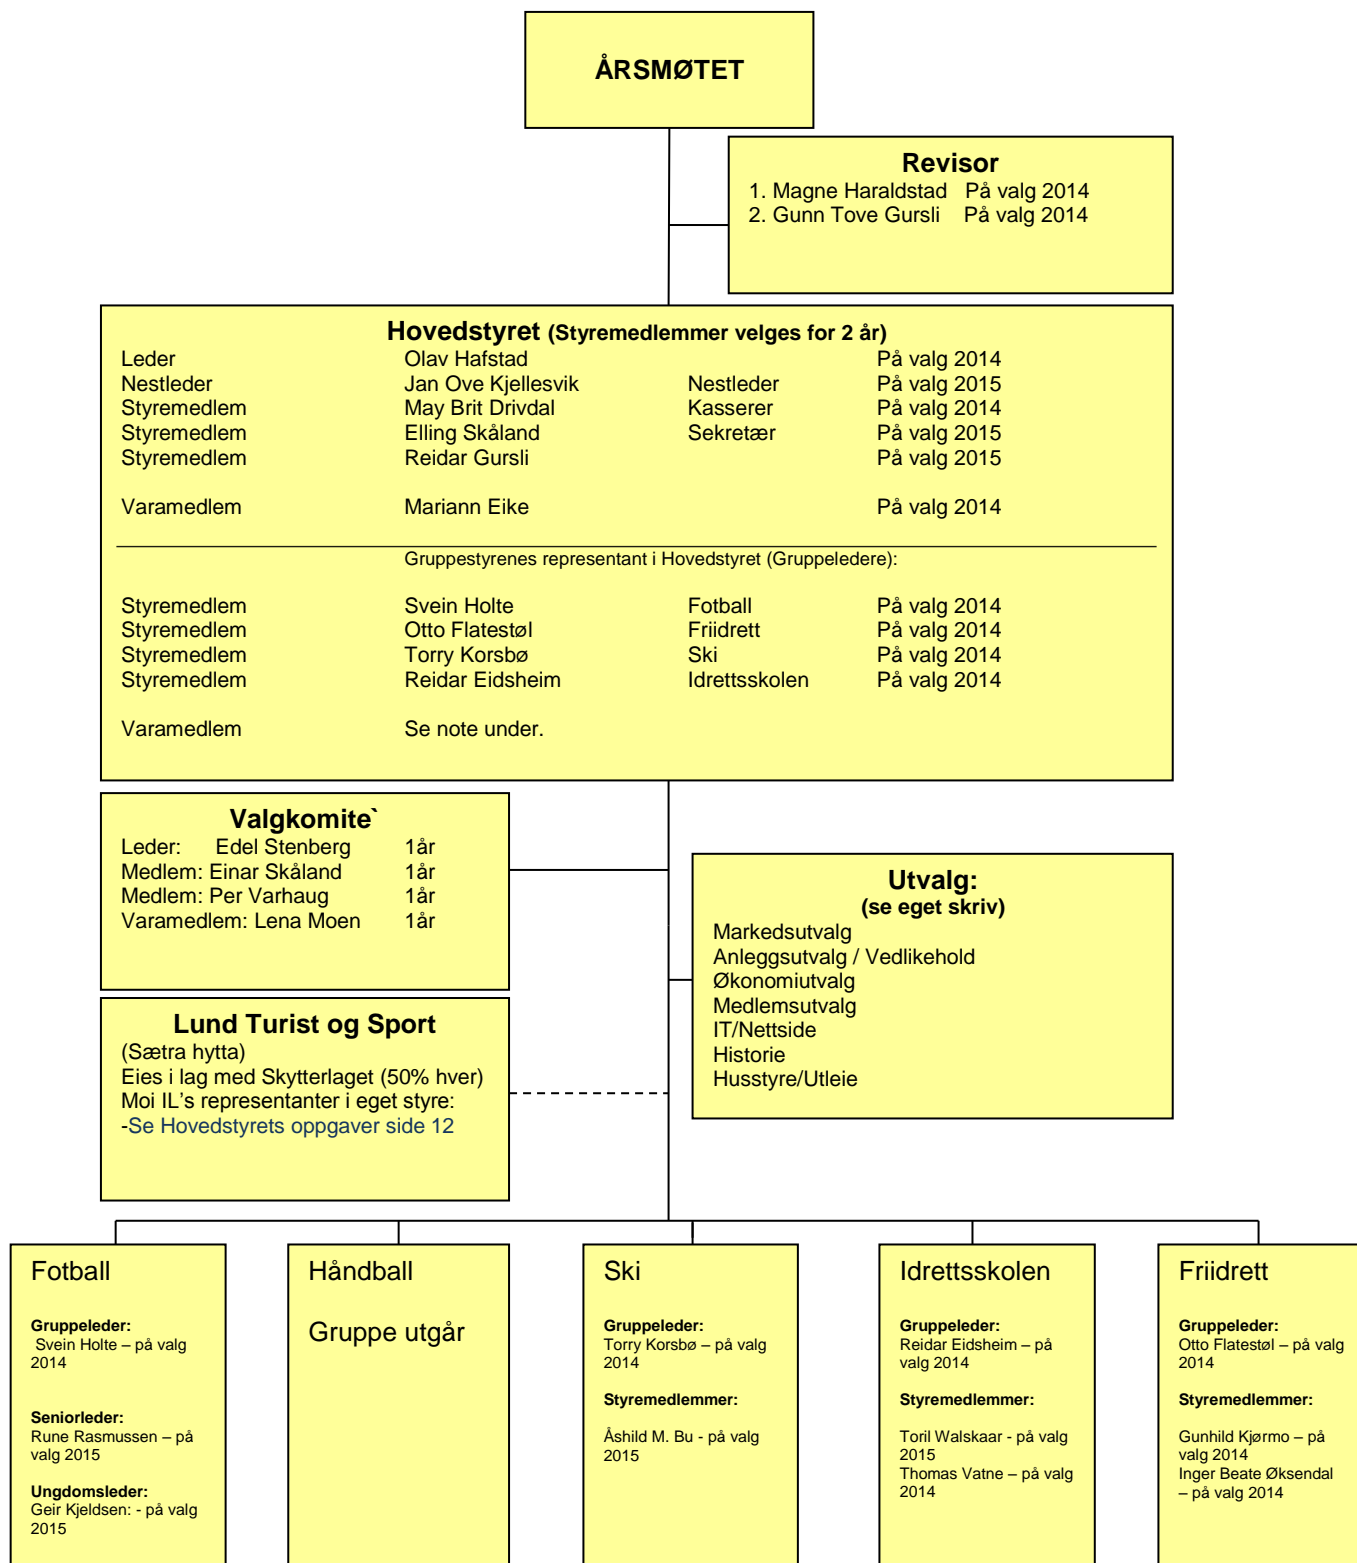 ÅRSMØTET
Revisor
1. Magne Haraldstad På valg 2014
2. Gunn Tove Gursli På valg 2014
Hovedstyret (Styremedlemmer velges for 2 år)
Leder Olav Hafstad På valg 2014
Nestleder Jan Ove Kjellesvik Nestleder På valg 2015
Styremedlem May Brit Drivdal Kasserer På valg 2014
Styremedlem Elling Skåland Sekretær På valg 2015
Styremedlem Reidar Gursli På valg 2015
Varamedlem Mariann Eike På valg 2014
Gruppestyrenes representant i Hovedstyret (Gruppeledere):
Styremedlem Svein Holte Fotball På valg 2014
Styremedlem Otto Flatestøl Friidrett På valg 2014
Styremedlem Torry Korsbø Ski På valg 2014
Styremedlem Reidar Eidsheim Idrettsskolen På valg 2014
Varamedlem Se note under.
Valgkomite`
Leder: Edel Stenberg 1år
Medlem: Einar Skåland 1år
Medlem: Per Varhaug 1år
Varamedlem: Lena Moen 1år
Utvalg:
(se eget skriv)
Markedsutvalg
Anleggsutvalg / Vedlikehold
Økonomiutvalg
Medlemsutvalg
IT/Nettside
Historie
Husstyre/Utleie
Lund Turist og Sport
(Sætra hytta)
Eies i lag med Skytterlaget (50% hver)
Moi IL's representanter i eget styre:
-Se Hovedstyrets oppgaver side 12
Fotball
Gruppeleder:
Svein Holte – på valg
2014
Seniorleder:
Rune Rasmussen – på
valg 2015
Ungdomsleder:
Geir Kjeldsen: - på valg
2015
Håndball
Gruppe utgår
Ski
Gruppeleder:
Torry Korsbø – på valg
2014
Styremedlemmer:
Åshild M. Bu - på valg
2015
Idrettsskolen
Gruppeleder:
Reidar Eidsheim – på
valg 2014
Styremedlemmer:
Toril Walskaar - på valg
2015
Thomas Vatne – på valg
2014
Friidrett
Gruppeleder:
Otto Flatestøl – på valg
2014
Styremedlemmer:
Gunhild Kjørmo – på
valg 2014
Inger Beate Øksendal
– på valg 2014